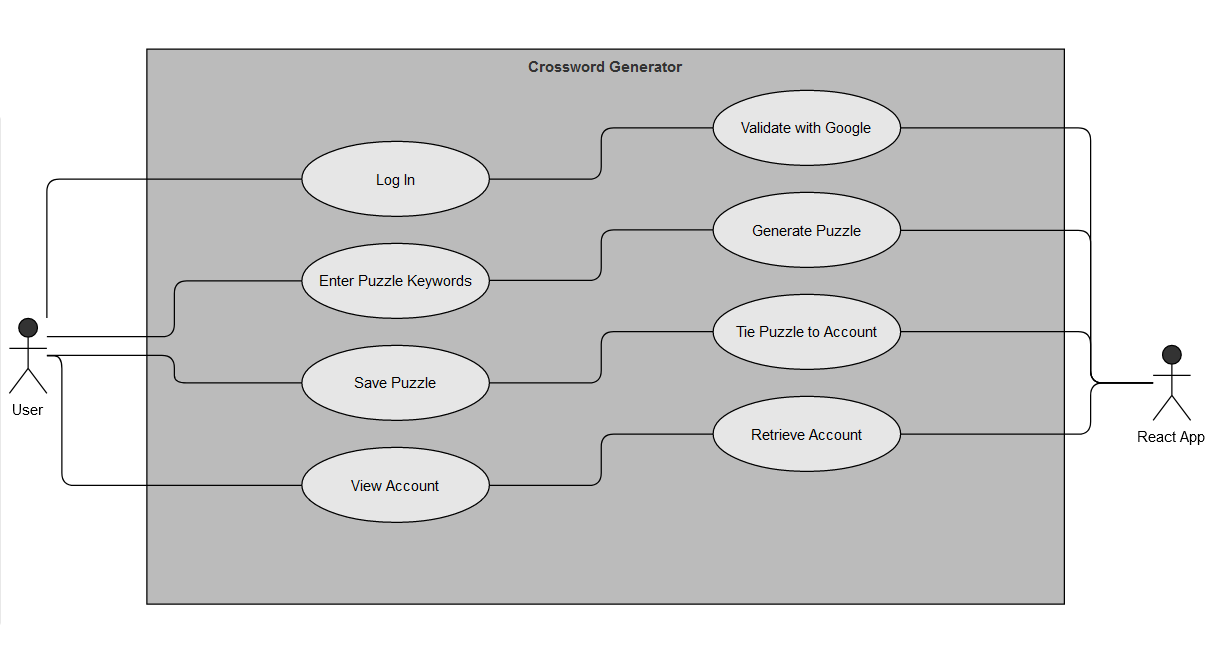 Crossword Generator
Validate with Google
Log In
Generate Puzzle
Enter Puzzle Keywords
Tie Puzzle to Account
Save Puzzle
User
Retrieve Account
React App
View Account